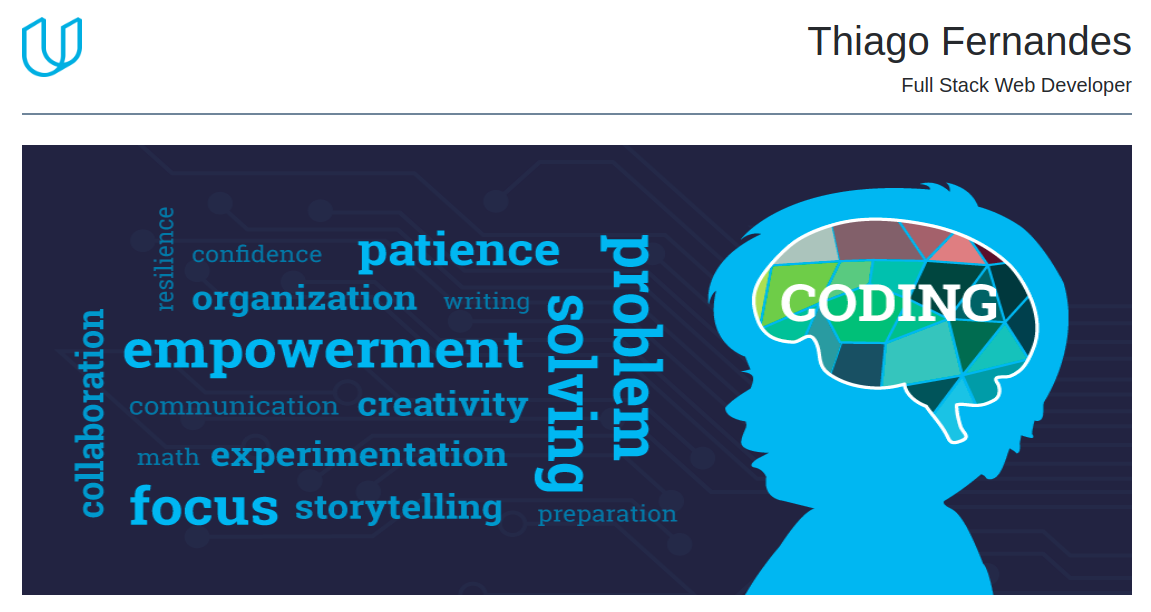 Thiago Fernandes
Full Stack Web Developer
resilience
confidence
patience
problem
organization
writing
solving
CODING
collaboration
empowerment
communication
creativity
math
experimentation
focus
storytelling
preparation